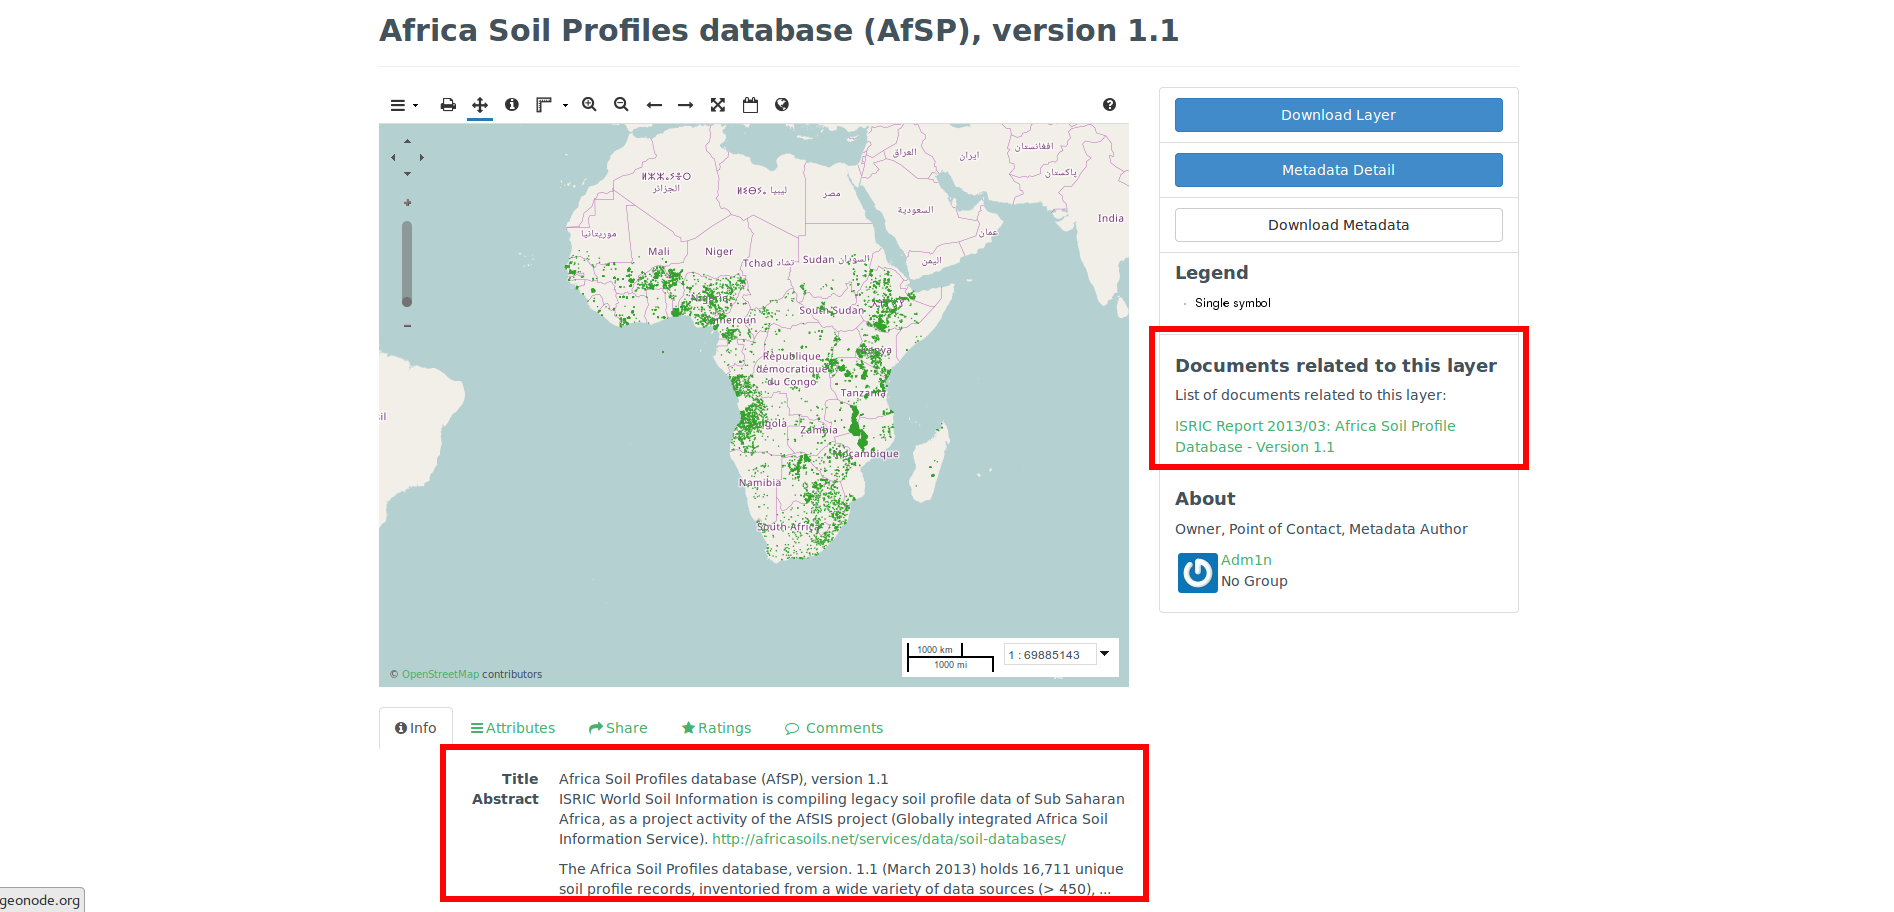 Africa Soil Profiles database (AfSP), version 1.1
Download Layer
Metadata Detail
Download Metadata
Legend
Single symbol
Documents related to this layer
List of documents related to this layer:
ISRIC Report 2013/03: Africa Soil Profile
Database - Version 1.1
About
Owner, Point of Contact, Metadata Author
Adm1n
No Group
العراق
ایران
افغانستان
پاکستان
ⵍⵣⵣⴰⵢⴻⵔ
الجزائر
ليبيا
مصر
السعودية
India
موريتانيا
عمان
Mali
Niger
Tchad تشاد
Sudan السودان
اليمن
Nigeria
South Sudan
Cameroun
République
démocratique
du Congo
Kenya
Tanzania
Angola
Zambia
Moçambique
Namibia
South Africa
il
1000 km
1000 mi
1 : 69885143
© OpenStreetMap contributors
Info
Attributes
Share
Ratings
Comments
Title
Africa Soil Profiles database (AfSP), version 1.1
Abstract
ISRIC World Soil Information is compiling legacy soil profile data of Sub Saharan
Africa, as a project activity of the AfSIS project (Globally integrated Africa Soil
Information Service). http://africasoils.net/services/data/soil-databases/
The Africa Soil Profiles database, version. 1.1 (March 2013) holds 16,711 unique
soil profile records, inventoried from a wide variety of data sources (> 450), ...
geonode.org